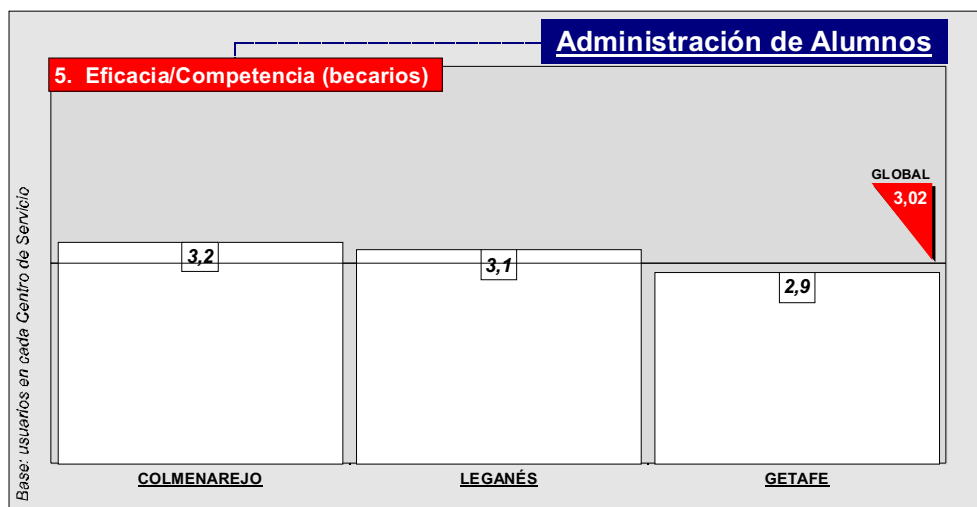 Administración de Alumnos
5. Eficacia/Competencia (becarios)
GLOBAL
3,02
3,2
3,1
2,9
COLMENAREJO
LEGANÉS
GETAFE
Base: usuarios en cada Centro de Servicio